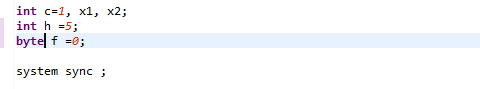 int c=1, x1, x2;
int h =5;
byte f =0;
system sync ;